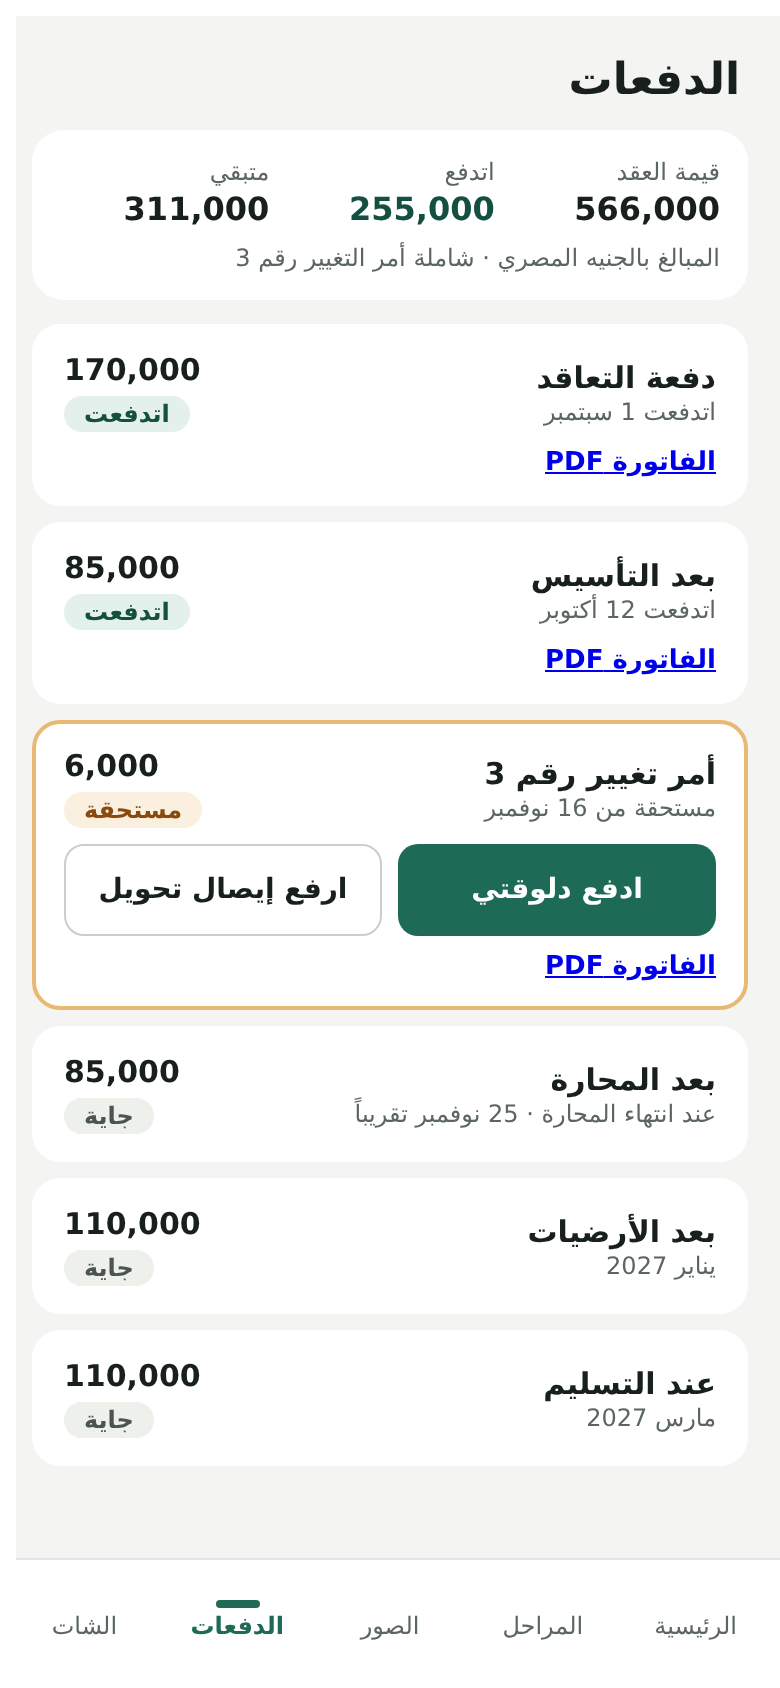 الدفعات
قيمة العقد اتدفع متبقي
566,000 255,000 311,000
المبالغ بالجنيه المصري · شاملة أمر التغيير رقم 3
دفعة التعاقد 170,000
اتدفعت 1 سبتمبر اتدفعت
الفاتورة PDF
بعد التأسيس 85,000
اتدفعت 12 أكتوبر اتدفعت
الفاتورة PDF
أمر تغيير رقم 3 6,000
مستحقة من 16 نوفمبر مستحقة
ادفع دلوقتي ارفع إيصال تحويل
الفاتورة PDF
بعد المحارة 85,000
عند انتهاء المحارة · 25 نوفمبر تقريباً جاية
بعد الأرضيات 110,000
يناير 2027 جاية
عند التسليم 110,000
مارس 2027 جاية
الرئيسية المراحل الصور الدفعات الشات